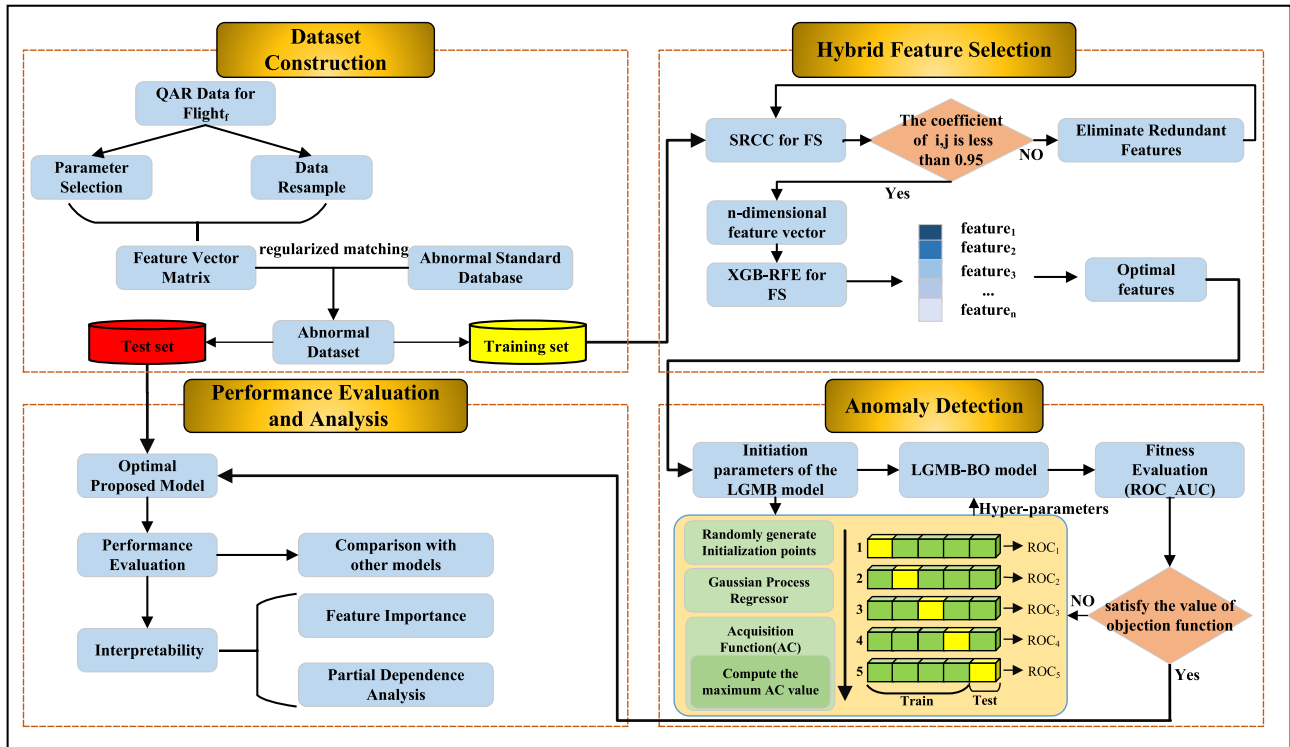 Dataset
Construction
QAR Data for
Flightf
Parameter
Selection
Data
Resample
Feature Vector
Matrix
regularized matching
Abnormal Standard
Database
Test set
Abnormal
Dataset
Training set
Hybrid Feature Selection
SRCC for FS
The
coefficient
of i,j is less
than 0.95
NO
Eliminate Redundant
Features
Yes
n-dimensional
feature vector
XGB-RFE for
FS
feature1
feature2
feature3
...
featuren
Optimal
features
Performance Evaluation
and Analysis
Optimal
Proposed Model
Performance
Evaluation
Comparison with
other models
Interpretability
Feature Importance
Partial Dependence
Analysis
Anomaly Detection
Initiation
parameters of the
LGMB model
LGMB-BO model
Fitness
Evaluation
(ROC_AUC)
Hyper-parameters
Randomly generate
Initialization points
Gaussian Process
Regressor
Acquisition
Function(AC)
Compute the
maximum AC value
1
ROC1
2
ROC2
3
ROC3
4
ROC4
5
ROC5
Train
Test
NO
satisfy the value of
objection function
Yes